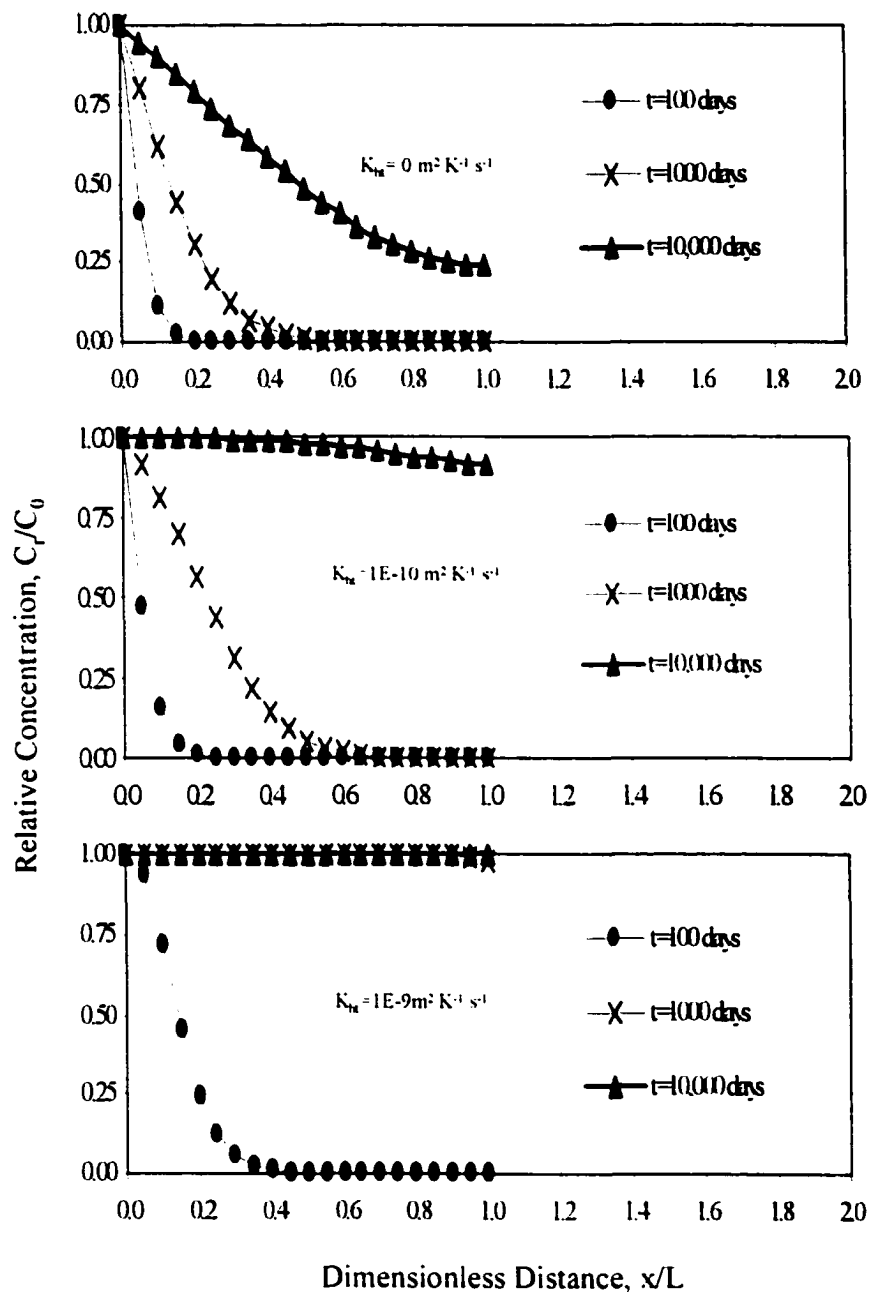 Relative Concentration, Cᵣ/C₀
1.00
0.75
0.50
0.25
0.00
0.0 0.2 0.4 0.6 0.8 1.0 1.2 1.4 1.6 1.8 2.0
t=100 days
t=1000 days
t=10,000 days
K_ht = 0 m² K⁻¹ s⁻¹
1.00
0.75
0.50
0.25
0.00
0.0 0.2 0.4 0.6 0.8 1.0 1.2 1.4 1.6 1.8 2.0
t=100 days
t=1000 days
t=10,000 days
K_ht =1E-10 m² K⁻¹ s⁻¹
1.00
0.75
0.50
0.25
0.00
0.0 0.2 0.4 0.6 0.8 1.0 1.2 1.4 1.6 1.8 2.0
t=100 days
t=1000 days
t=10,000 days
K_ht =1E-9m² K⁻¹ s⁻¹
Dimensionless Distance, x/L